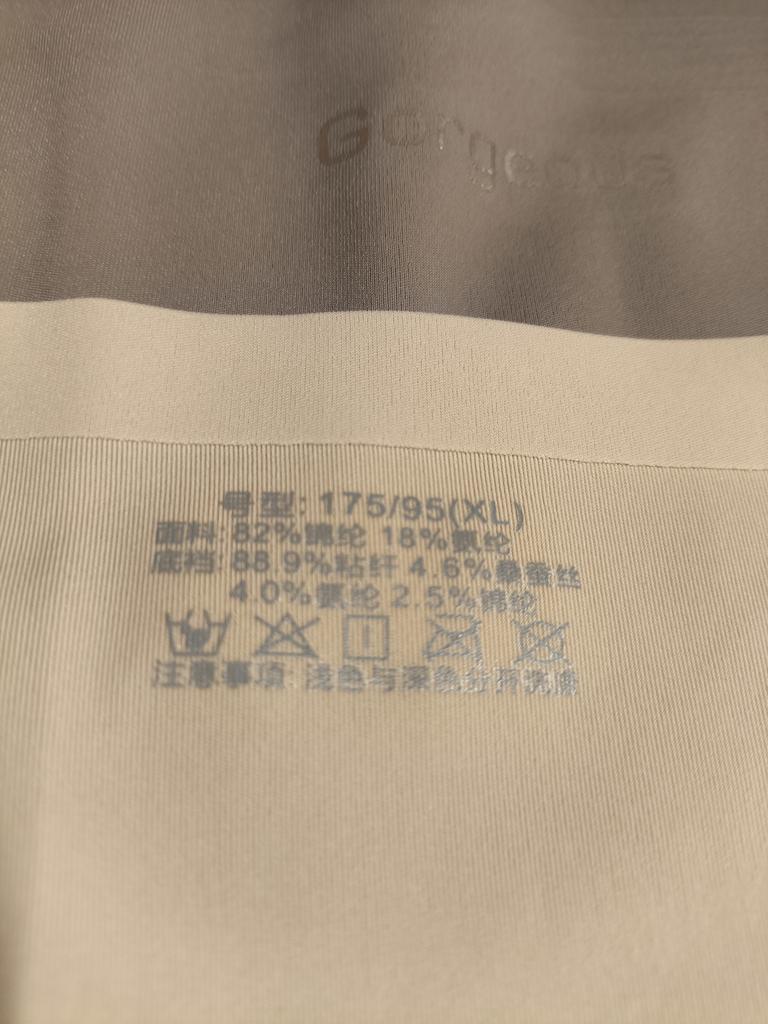 Gorgeous
号型: 175/95(XL)
面料: 82%锦纶 18%氨纶
底裆: 88.9%粘纤 4.6%桑蚕丝
4.0%氨纶 2.5%锦纶
注意事项: 浅色与深色分开洗涤